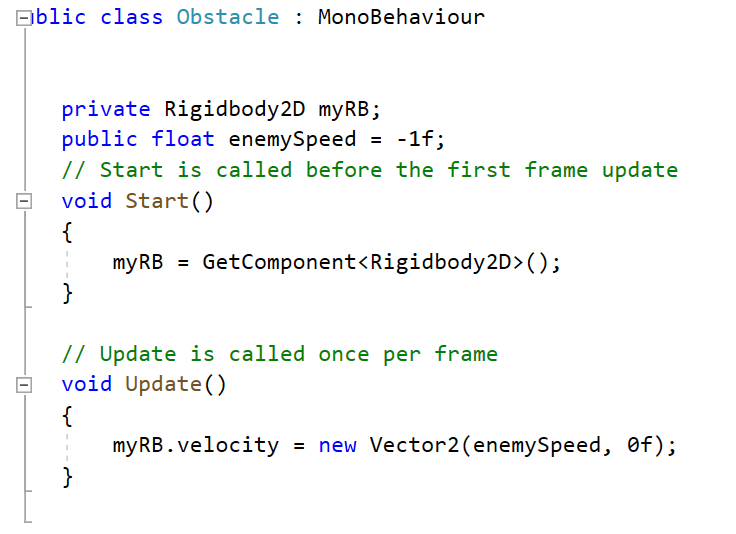 ublic class Obstacle : MonoBehaviour
private Rigidbody2D myRB;
public float enemySpeed = -1f;
// Start is called before the first frame update
void Start()
{
myRB = GetComponent<Rigidbody2D>();
}
// Update is called once per frame
void Update()
{
myRB.velocity = new Vector2(enemySpeed, 0f);
}